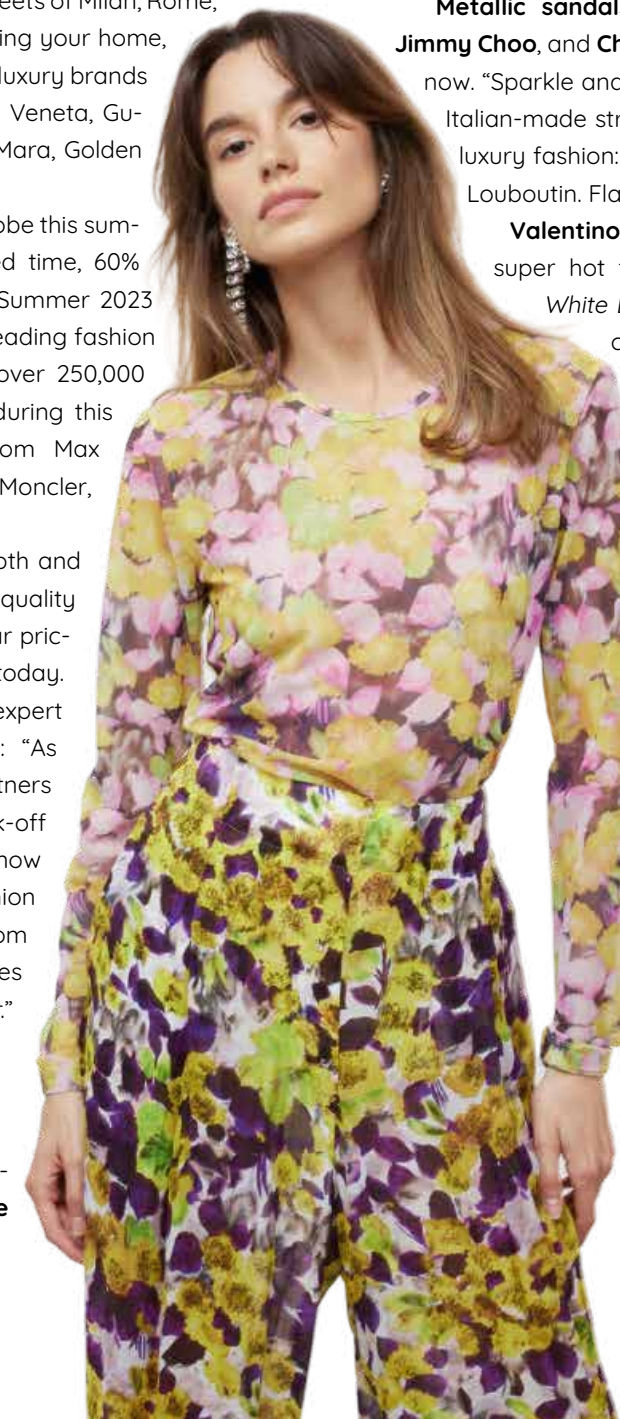 eets of Milan, Rome,
ing your home,
luxury brands
Veneta, Gu-
Mara, Golden
obe this sum-
ed time, 60%
Summer 2023
eading fashion
over 250,000
during this
om Max
Moncler,
oth and
quality
ur pric-
today.
expert
: “As
tners
k-off
now
ion
om
es
.”
-
e
Metallic sandals
Jimmy Choo, and Ch
now. “Sparkle and
Italian-made str
luxury fashion:
Louboutin. Fla
Valentino
super hot
White